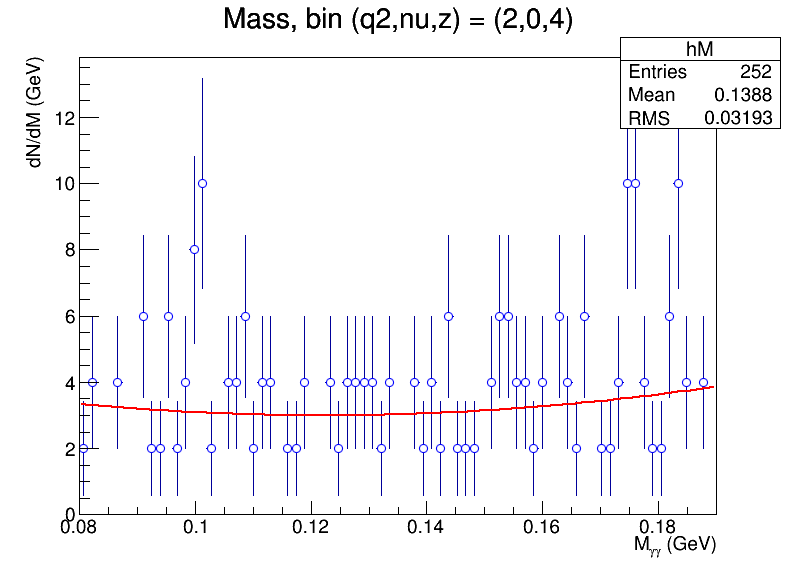 Mass, bin (q2,nu,z) = (2,0,4)
hM
Entries 252
Mean 0.1388
RMS 0.03193
dN/dM (GeV)
12
10
8
6
4
2
0
0.08 0.1 0.12 0.14 0.16 0.18
Mγγ (GeV)